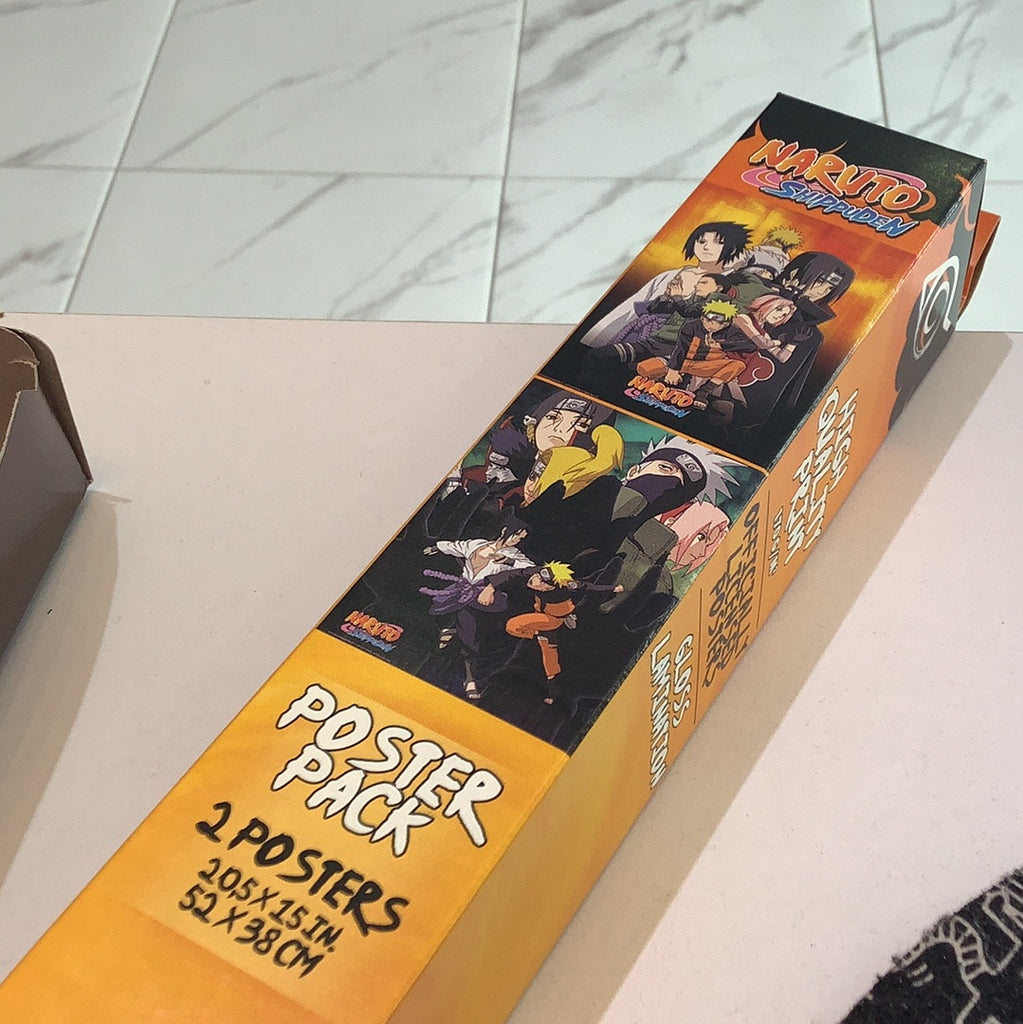 NARUTO
SHIPPUDEN
NARUTO
SHIPPUDEN
NARUTO
SHIPPUDEN
POSTER
PACK
2 POSTERS
20.5 X 15 IN.
52 X 38 CM
HIGH
QUALITY
PRINT
OFFICIALLY
LICENSED
POSTERS
GLOSS
LAMINATION